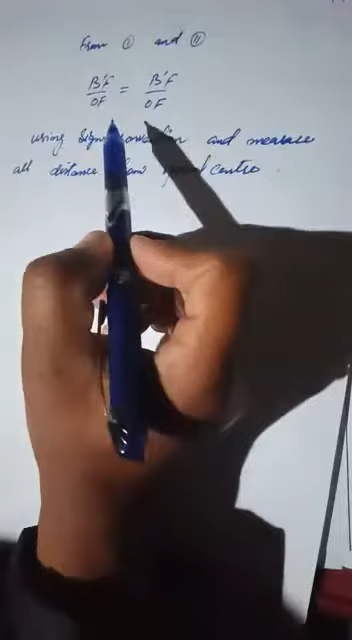 From ① and ②
B'F/OF = B'F/OF
using sign and measure
all distance from centre